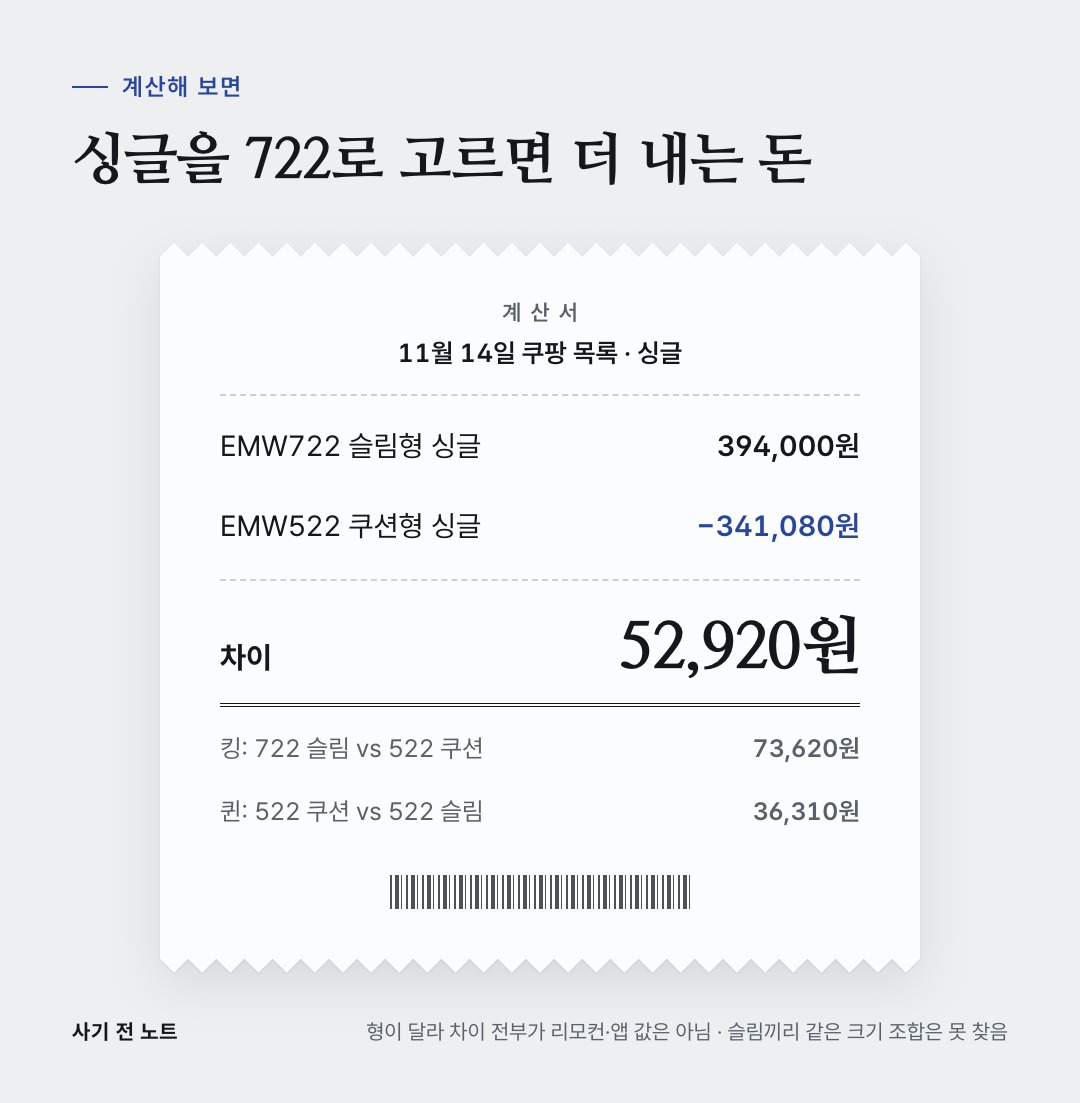 계산해 보면
싱글을 722로 고르면 더 내는 돈
계산서
11월 14일 쿠팡 목록 · 싱글
EMW722 슬림형 싱글 394,000원
EMW522 쿠션형 싱글 −341,080원
차이 52,920원
킹: 722 슬림 vs 522 쿠션 73,620원
퀸: 522 쿠션 vs 522 슬림 36,310원
사기 전 노트 형이 달라 차이 전부가 리모컨·앱 값은 아님 · 슬림끼리 같은 크기 조합은 못 찾음